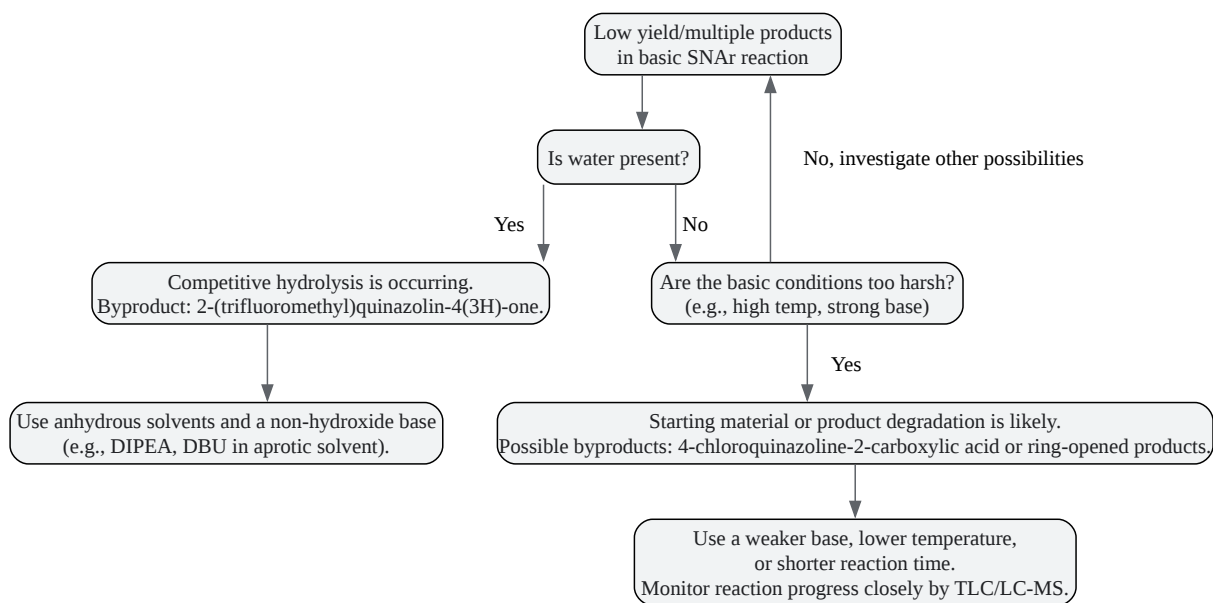 Low yield/multiple products
in basic SNAr reaction
Is water present?
No, investigate other possibilities
Yes
No
Competitive hydrolysis is occurring.
Byproduct: 2-(trifluoromethyl)quinazolin-4(3H)-one.
Are the basic conditions too harsh?
(e.g., high temp, strong base)
Yes
Use anhydrous solvents and a non-hydroxide base
(e.g., DIPEA, DBU in aprotic solvent).
Starting material or product degradation is likely.
Possible byproducts: 4-chloroquinazoline-2-carboxylic acid or ring-opened products.
Use a weaker base, lower temperature,
or shorter reaction time.
Monitor reaction progress closely by TLC/LC-MS.